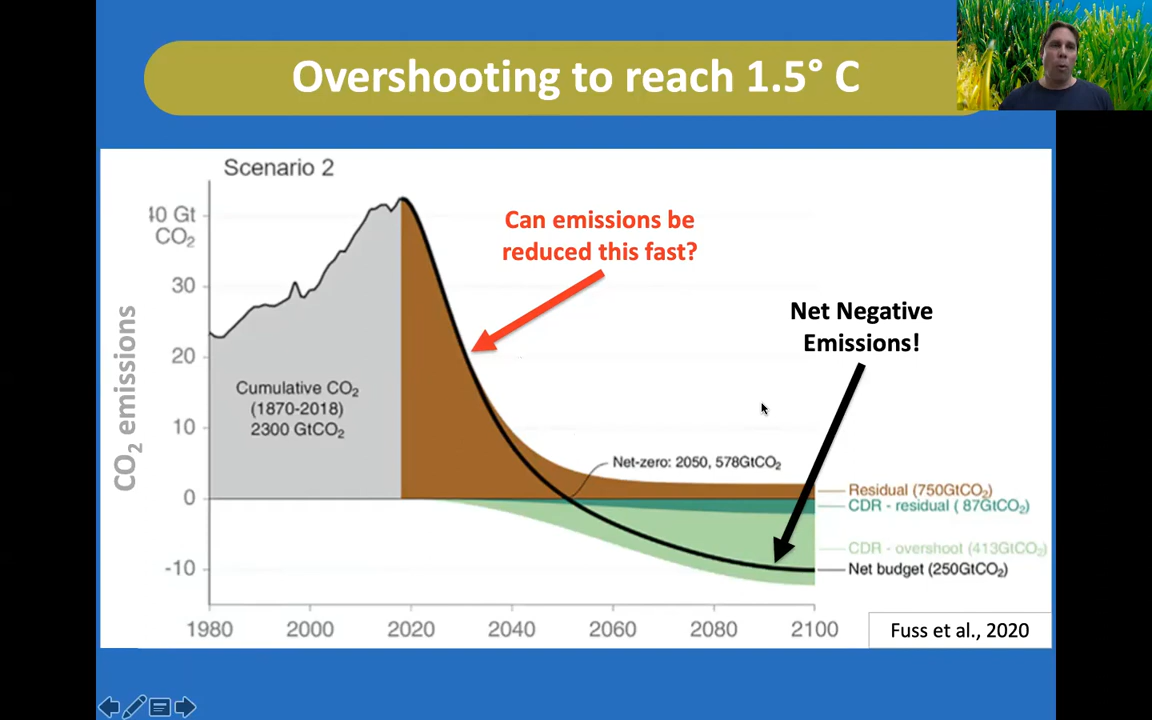 Overshooting to reach 1.5° C
Scenario 2
40 Gt
CO₂
30
20
10
0
-10
CO₂ emissions
Can emissions be
reduced this fast?
Net Negative
Emissions!
Cumulative CO₂
(1870-2018)
2300 GtCO₂
Net-zero: 2050, 578GtCO₂
Residual (750GtCO₂)
CDR - residual ( 87GtCO₂)
CDR - overshoot (413GtCO₂)
Net budget (250GtCO₂)
1980 2000 2020 2040 2060 2080 2100
Fuss et al., 2020